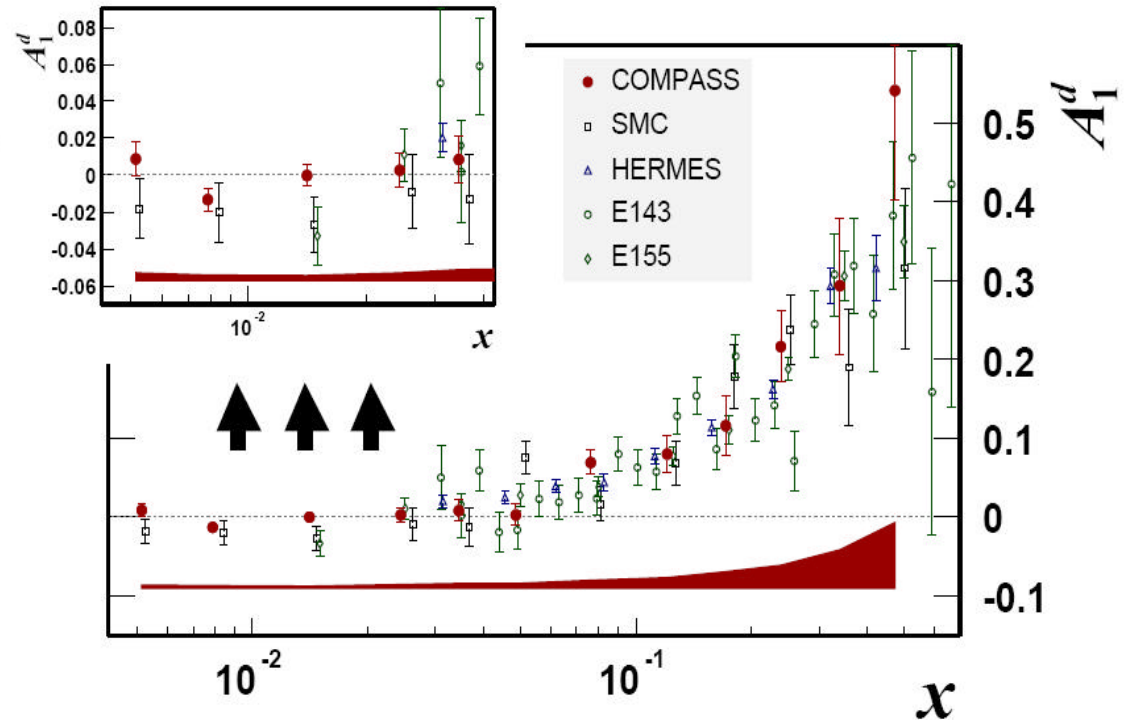 A₁ᵈ
0.08
0.06
0.04
0.02
0
-0.02
-0.04
-0.06
10⁻²
x
COMPASS
SMC
HERMES
E143
E155
A₁ᵈ
0.5
0.4
0.3
0.2
0.1
0
-0.1
10⁻²
10⁻¹
x